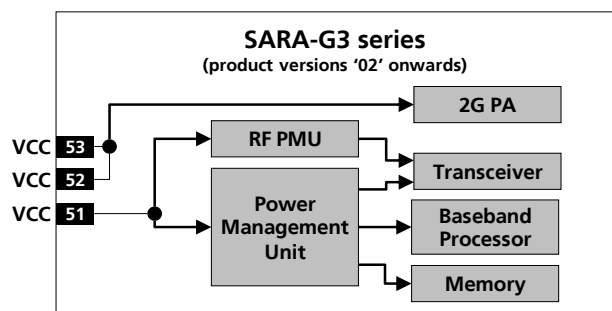 SARA-G3 series
(product versions ‘02’ onwards)
2G PA
VCC 53
RF PMU
VCC 52
Transceiver
VCC 51
Power
Management
Unit
Baseband
Processor
Memory